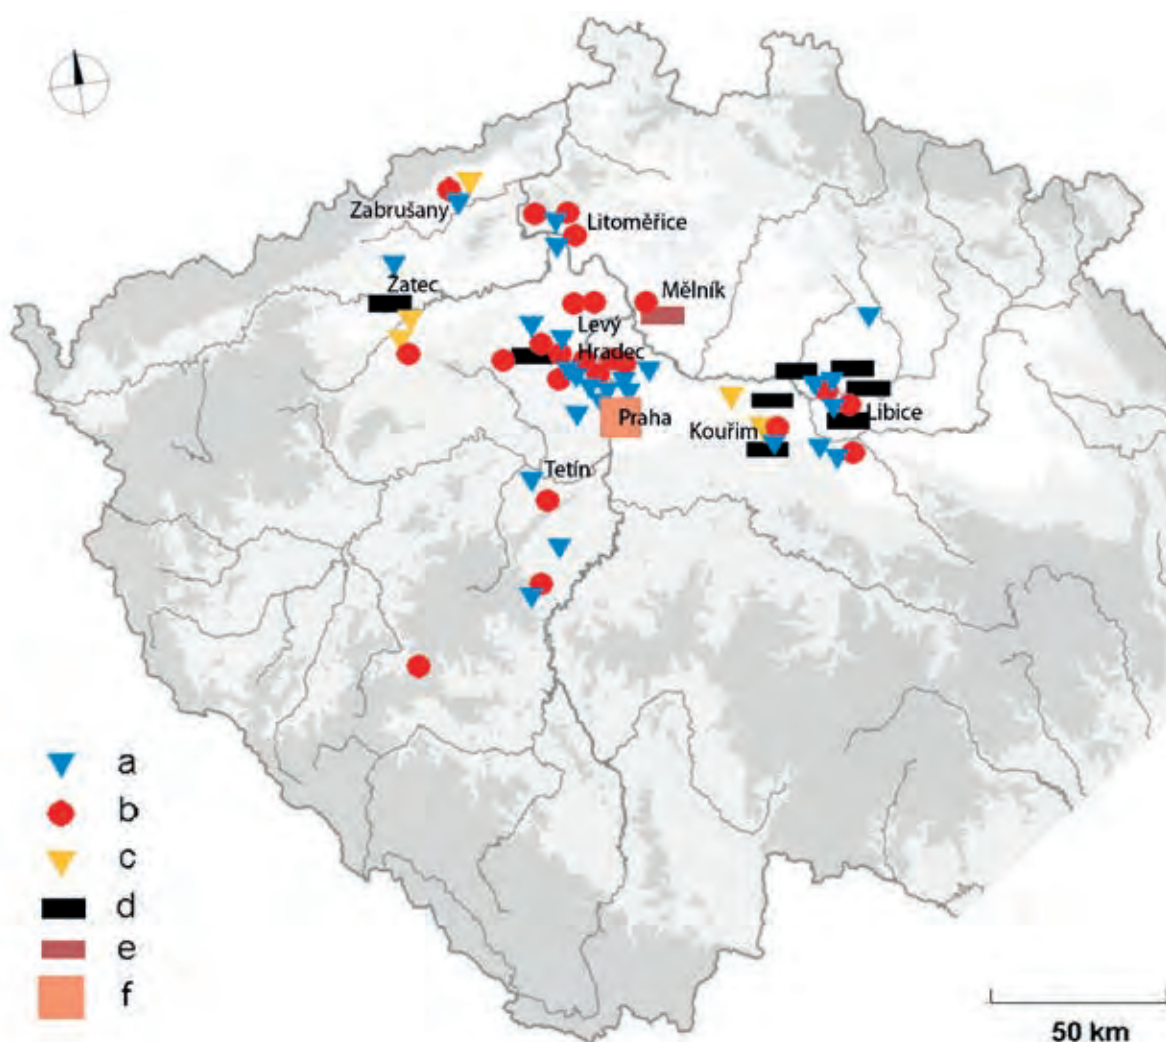 Zabrušany
Litoměřice
Žatec
Mělník
Levý
Hradec
Praha
Libice
Kouřim
Tetín
a
b
c
d
e
f
50 km